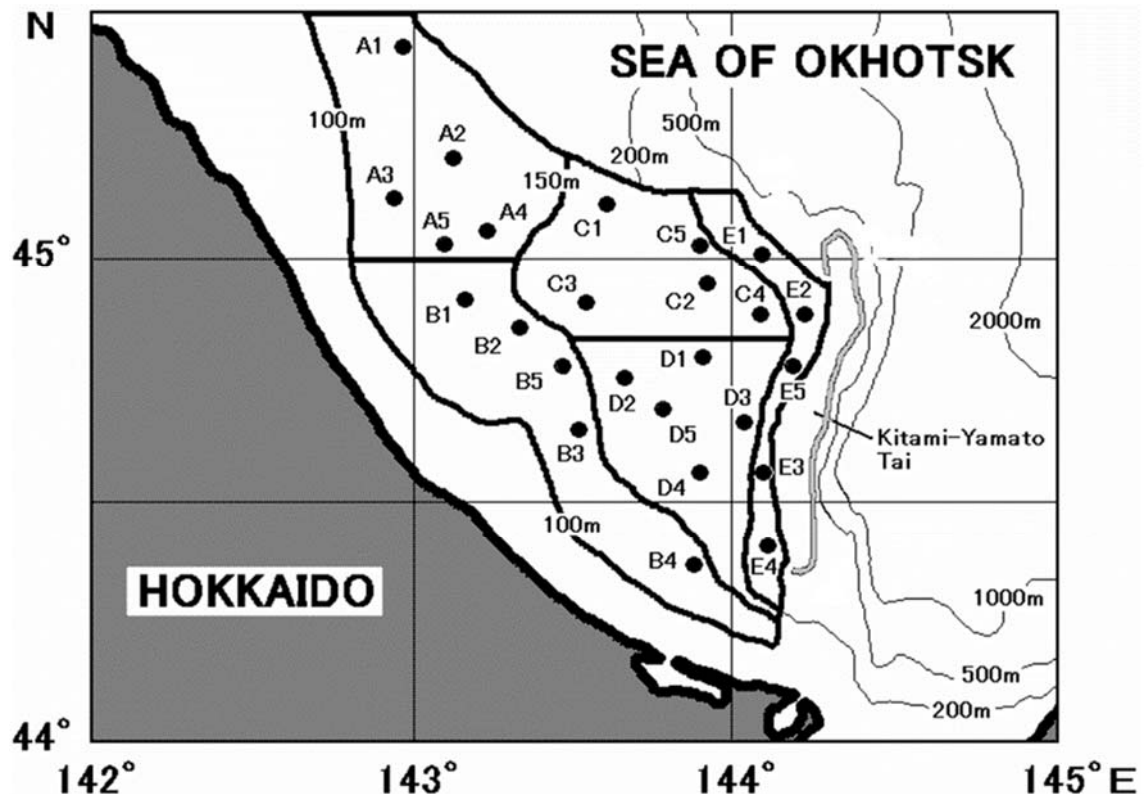 N
A1
SEA OF OKHOTSK
100m
500m
A2
200m
A3
150m
A4
C1
A5
C5
E1
45°
C3
C2
C4
E2
B1
2000m
B2
D1
B5
D2
D3
E5
D5
Kitami-Yamato
Tai
B3
D4
E3
100m
B4
E4
HOKKAIDO
1000m
500m
200m
44°
142°
143°
144°
145°E